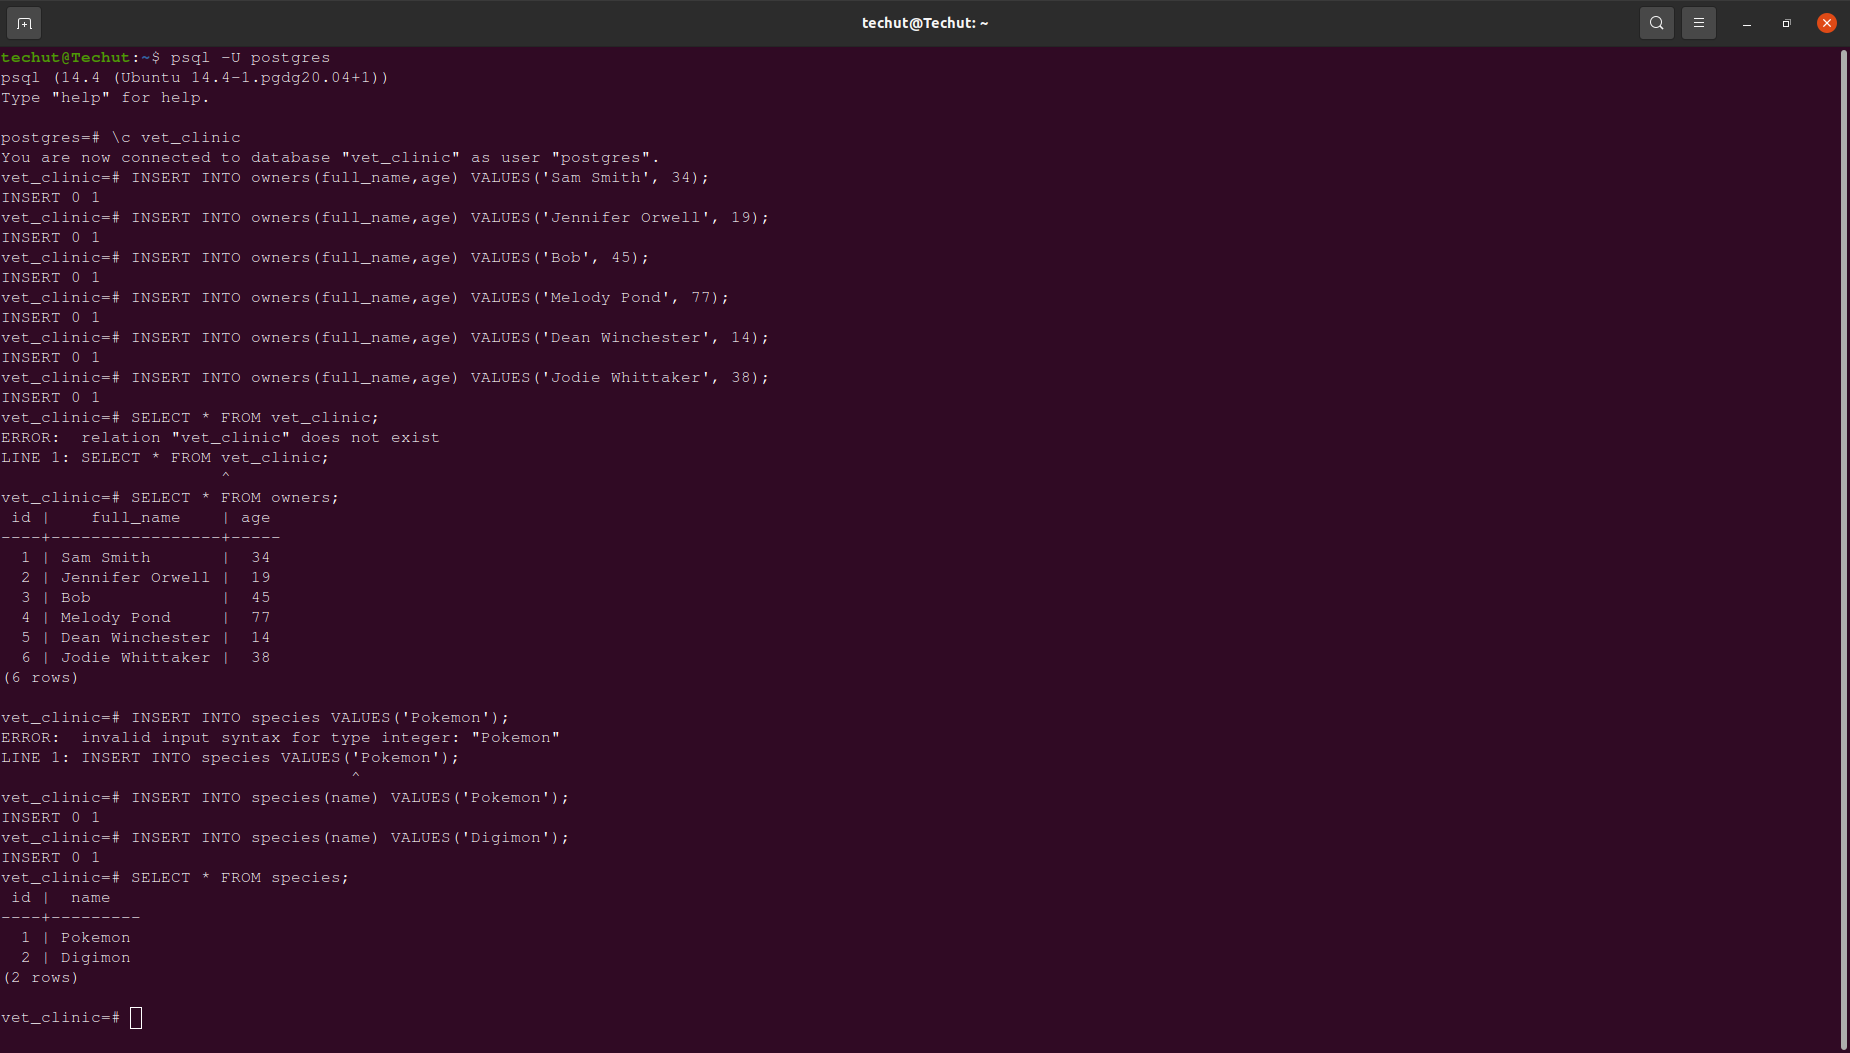 techut@Techut: ~
techut@Techut:~$ psql -U postgres
psql (14.4 (Ubuntu 14.4-1.pgdg20.04+1))
Type "help" for help.

postgres=# \c vet_clinic
You are now connected to database "vet_clinic" as user "postgres".
vet_clinic=# INSERT INTO owners(full_name,age) VALUES('Sam Smith', 34);
INSERT 0 1
vet_clinic=# INSERT INTO owners(full_name,age) VALUES('Jennifer Orwell', 19);
INSERT 0 1
vet_clinic=# INSERT INTO owners(full_name,age) VALUES('Bob', 45);
INSERT 0 1
vet_clinic=# INSERT INTO owners(full_name,age) VALUES('Melody Pond', 77);
INSERT 0 1
vet_clinic=# INSERT INTO owners(full_name,age) VALUES('Dean Winchester', 14);
INSERT 0 1
vet_clinic=# INSERT INTO owners(full_name,age) VALUES('Jodie Whittaker', 38);
INSERT 0 1
vet_clinic=# SELECT * FROM vet_clinic;
ERROR:  relation "vet_clinic" does not exist
LINE 1: SELECT * FROM vet_clinic;
                      ^
vet_clinic=# SELECT * FROM owners;
 id |    full_name    | age
----+-----------------+-----
  1 | Sam Smith       |  34
  2 | Jennifer Orwell |  19
  3 | Bob             |  45
  4 | Melody Pond     |  77
  5 | Dean Winchester |  14
  6 | Jodie Whittaker |  38
(6 rows)

vet_clinic=# INSERT INTO species VALUES('Pokemon');
ERROR:  invalid input syntax for type integer: "Pokemon"
LINE 1: INSERT INTO species VALUES('Pokemon');
                                   ^
vet_clinic=# INSERT INTO species(name) VALUES('Pokemon');
INSERT 0 1
vet_clinic=# INSERT INTO species(name) VALUES('Digimon');
INSERT 0 1
vet_clinic=# SELECT * FROM species;
 id |  name
----+---------
  1 | Pokemon
  2 | Digimon
(2 rows)

vet_clinic=#